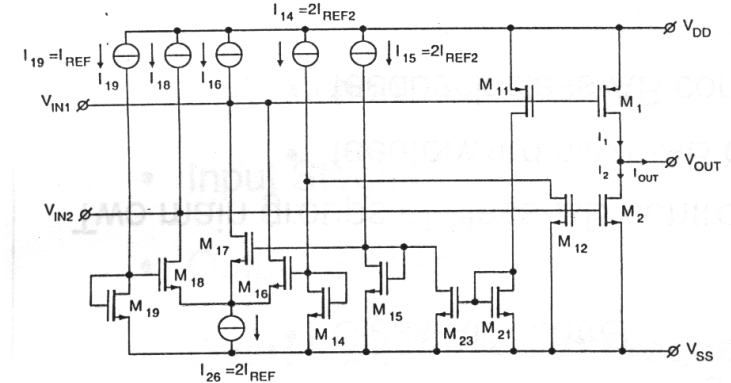 I14 =2IREF2
VDD
I19 =IREF
I19
I18
I16
I15 =2IREF2
M11
M1
VIN1
I1
VOUT
I2
IOUT
VIN2
M2
M12
M17
M18
M16
M19
M14
M15
M23
M21
I26 =2IREF
VSS